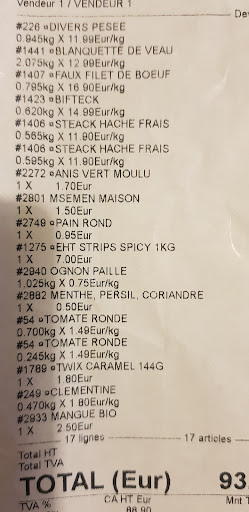 Vendeur 1 / VENDEUR 1
De
#226 ¤DIVERS PESEE
0.945kg X 11.99Eur/kg
#1441 ¤BLANQUETTE DE VEAU
2.075kg X 12.99Eur/kg
#1407 ¤FAUX FILET DE BOEUF
0.795kg X 16.90Eur/kg
#1423 ¤BIFTECK
0.620kg X 14.99Eur/kg
#1406 ¤STEACK HACHE FRAIS
0.565kg X 11.90Eur/kg
#1406 ¤STEACK HACHE FRAIS
0.595kg X 11.90Eur/kg
#2272 ¤ANIS VERT MOULU
1 X 1.70Eur
#2801 MSEMEN MAISON
1 X 1.50Eur
#2749 ¤PAIN ROND
1 X 0.95Eur
#1275 ¤EHT STRIPS SPICY 1KG
1 X 7.00Eur
#2940 OGNON PAILLE
1.025kg X 0.75Eur/kg
#2882 MENTHE, PERSIL, CORIANDRE
1 X 0.50Eur
#54 ¤TOMATE RONDE
0.700kg X 1.49Eur/kg
#54 ¤TOMATE RONDE
0.245kg X 1.49Eur/kg
#1789 ¤TWIX CARAMEL 144G
1 X 1.80Eur
#249 ¤CLEMENTINE
0.470kg X 1.80Eur/kg
#2933 MANGUE BIO
1 X 2.50Eur
17 lignes 17 articles
Total HT
Total TVA
TOTAL (Eur) 93
TVA % CA HT Eur Mnt T
88.90